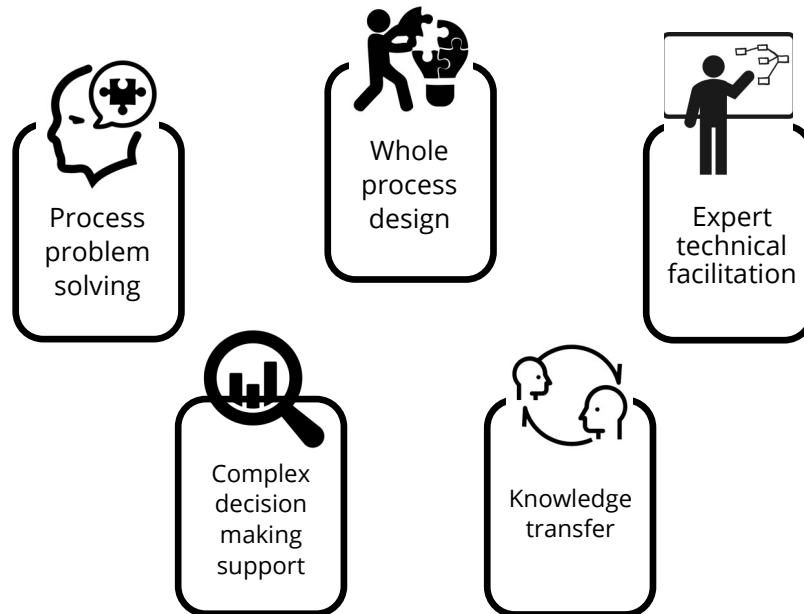 Process
problem
solving
Whole
process
design
Expert
technical
facilitation
Complex
decision
making
support
Knowledge
transfer